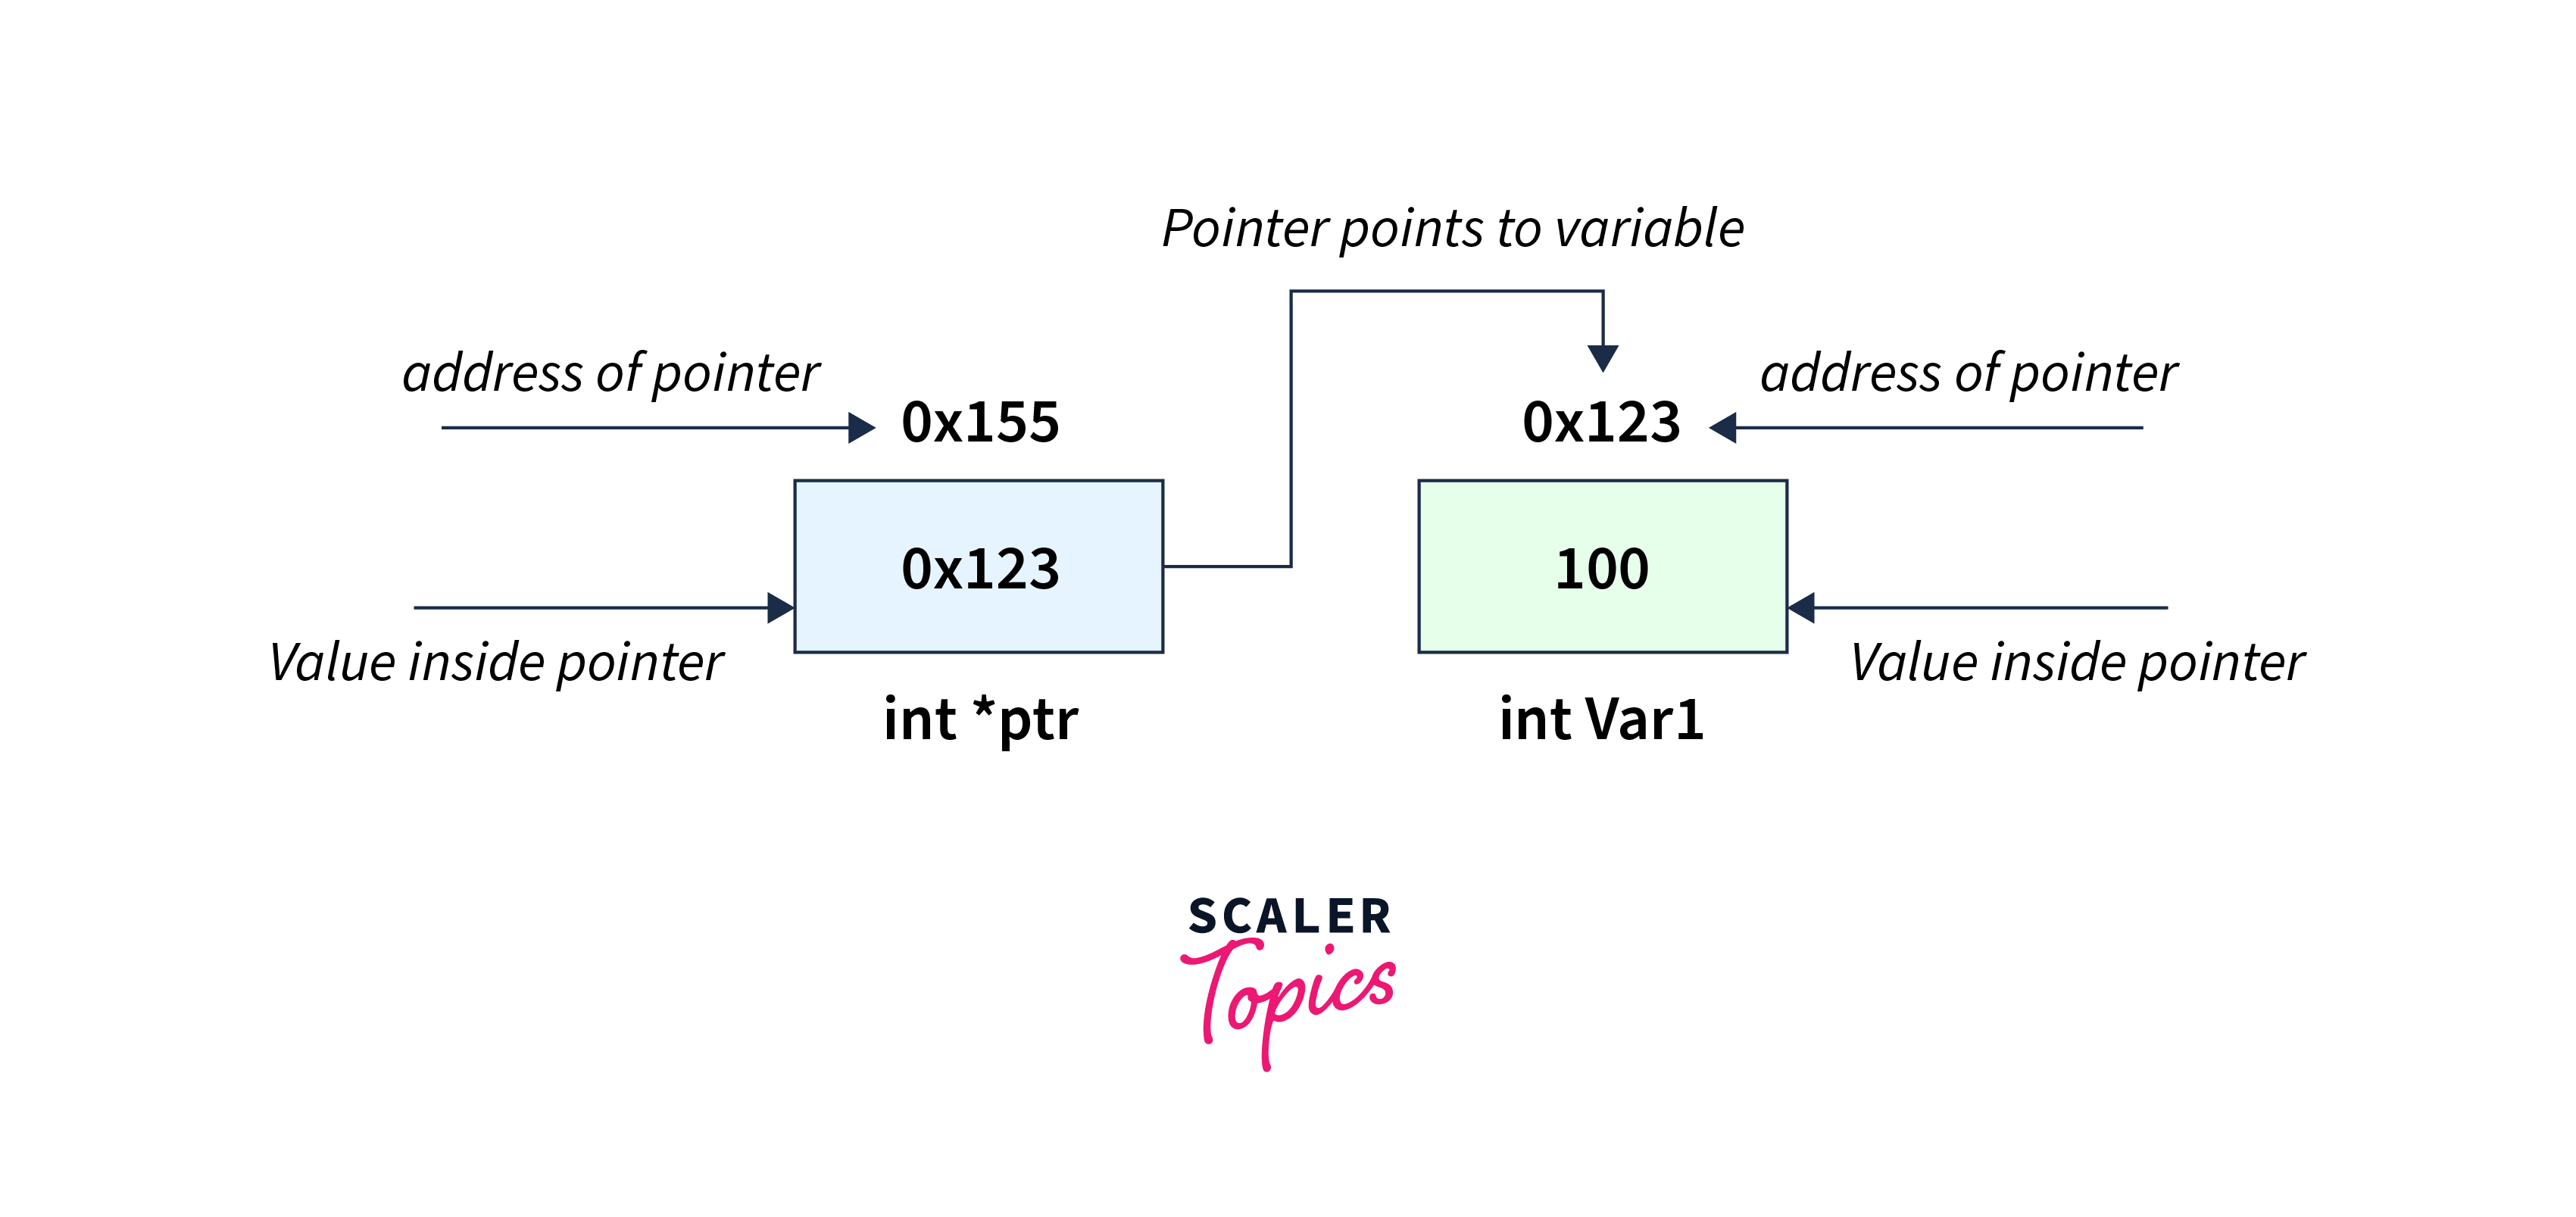 Pointer points to variable
address of pointer
0x155
0x123
address of pointer
0x123
100
Value inside pointer
Value inside pointer
int *ptr
int Var1
SCALER
Topics